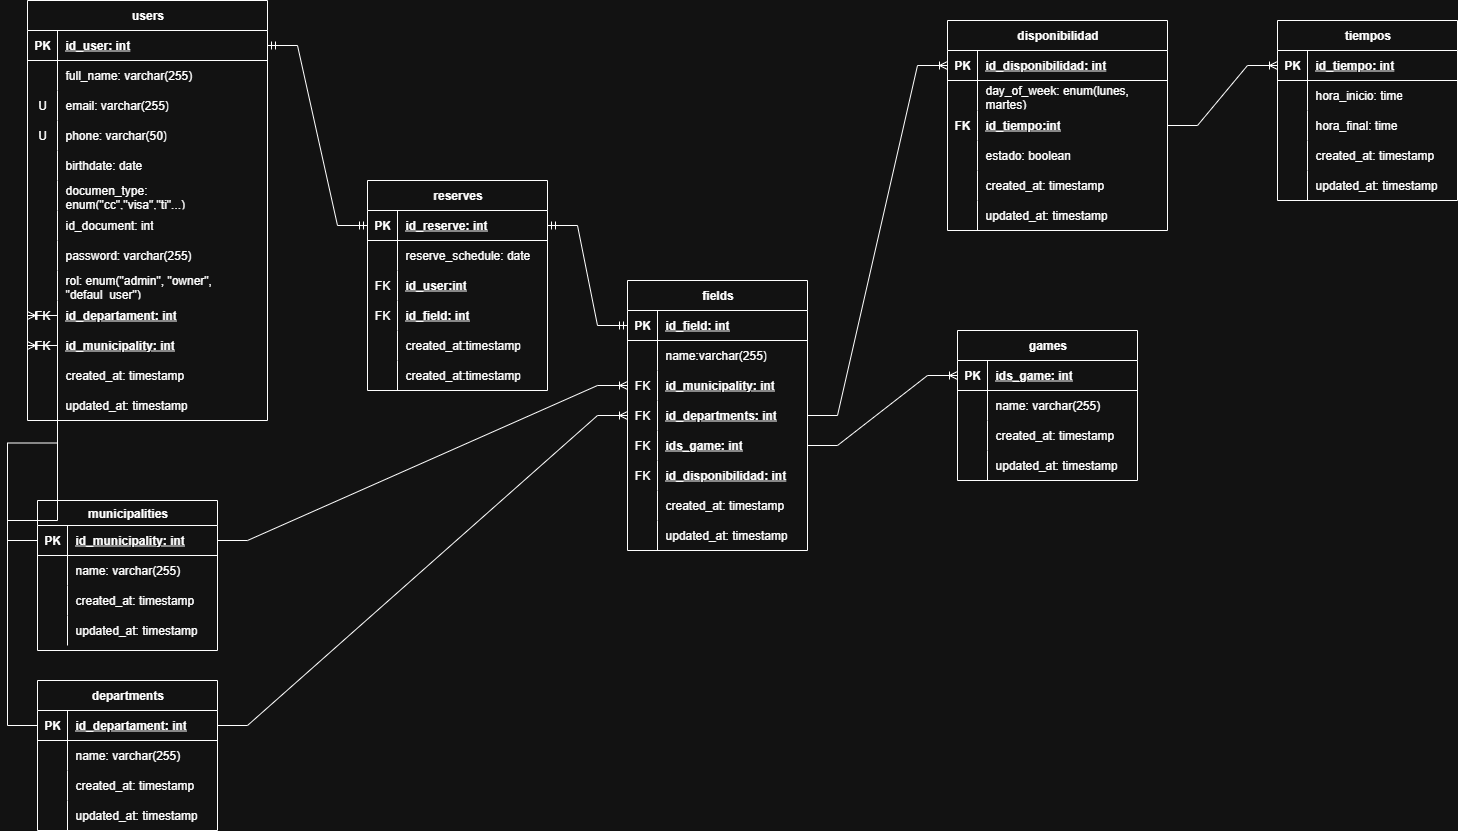 users
PK id_user: int
full_name: varchar(255)
U email: varchar(255)
U phone: varchar(50)
birthdate: date
documen_type:
enum("cc","visa","ti"...)
id_document: int
password: varchar(255)
rol: enum("admin", "owner",
"defaul_user")
FK id_departament: int
FK id_municipality: int
created_at: timestamp
updated_at: timestamp
reserves
PK id_reserve: int
reserve_schedule: date
FK id_user:int
FK id_field: int
created_at:timestamp
created_at:timestamp
fields
PK id_field: int
name:varchar(255)
FK id_municipality: int
FK id_departments: int
FK ids_game: int
FK id_disponibilidad: int
created_at: timestamp
updated_at: timestamp
disponibilidad
PK id_disponibilidad: int
day_of_week: enum(lunes,
martes)
FK id_tiempo:int
estado: boolean
created_at: timestamp
updated_at: timestamp
tiempos
PK id_tiempo: int
hora_inicio: time
hora_final: time
created_at: timestamp
updated_at: timestamp
games
PK ids_game: int
name: varchar(255)
created_at: timestamp
updated_at: timestamp
municipalities
PK id_municipality: int
name: varchar(255)
created_at: timestamp
updated_at: timestamp
departments
PK id_departament: int
name: varchar(255)
created_at: timestamp
updated_at: timestamp